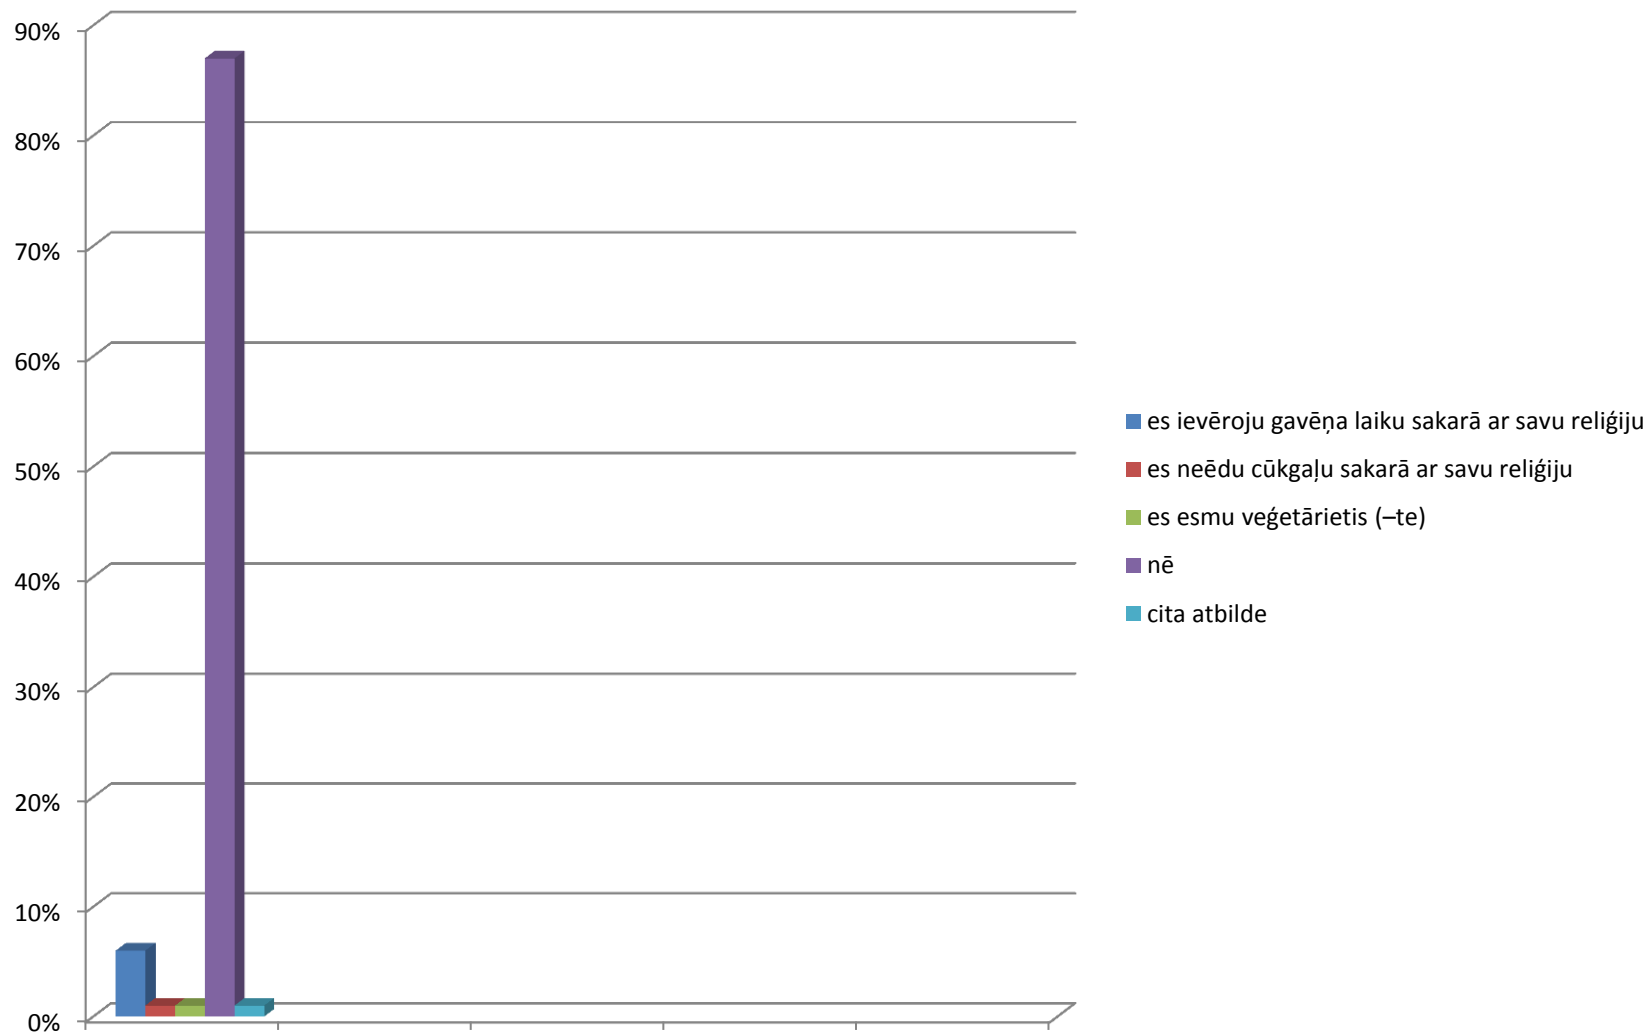 90%
80%
70%
60%
50%
40%
30%
20%
10%
0%
es ievēroju gavēņa laiku sakarā ar savu reliģiju
es neēdu cūkgaļu sakarā ar savu reliģiju
es esmu veģetārietis (–te)
nē
cita atbilde